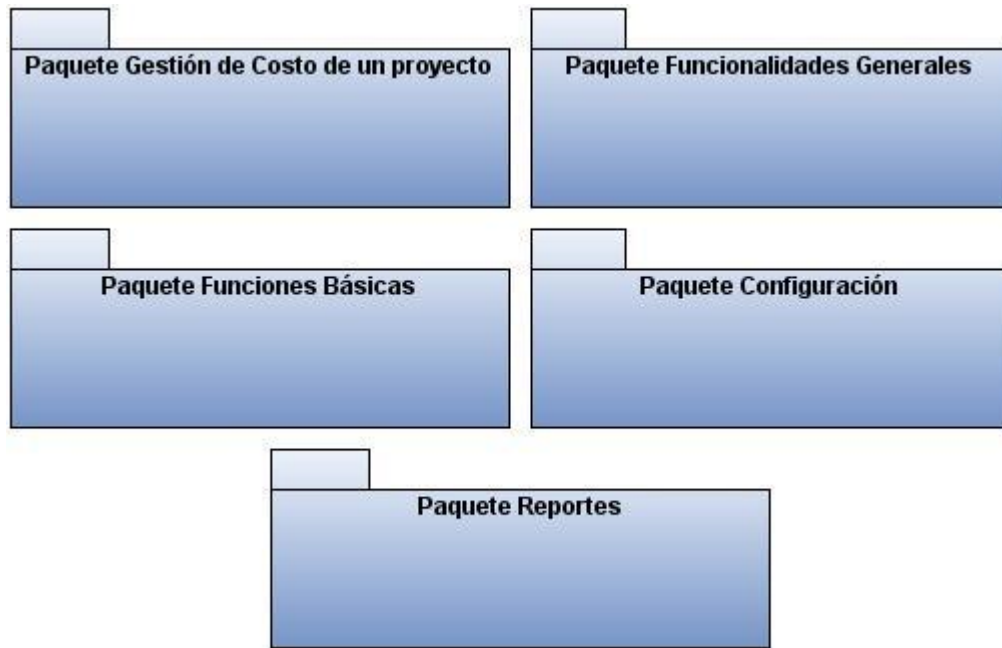 Paquete Gestión de Costo de un proyecto
Paquete Funcionalidades Generales
Paquete Funciones Básicas
Paquete Configuración
Paquete Reportes